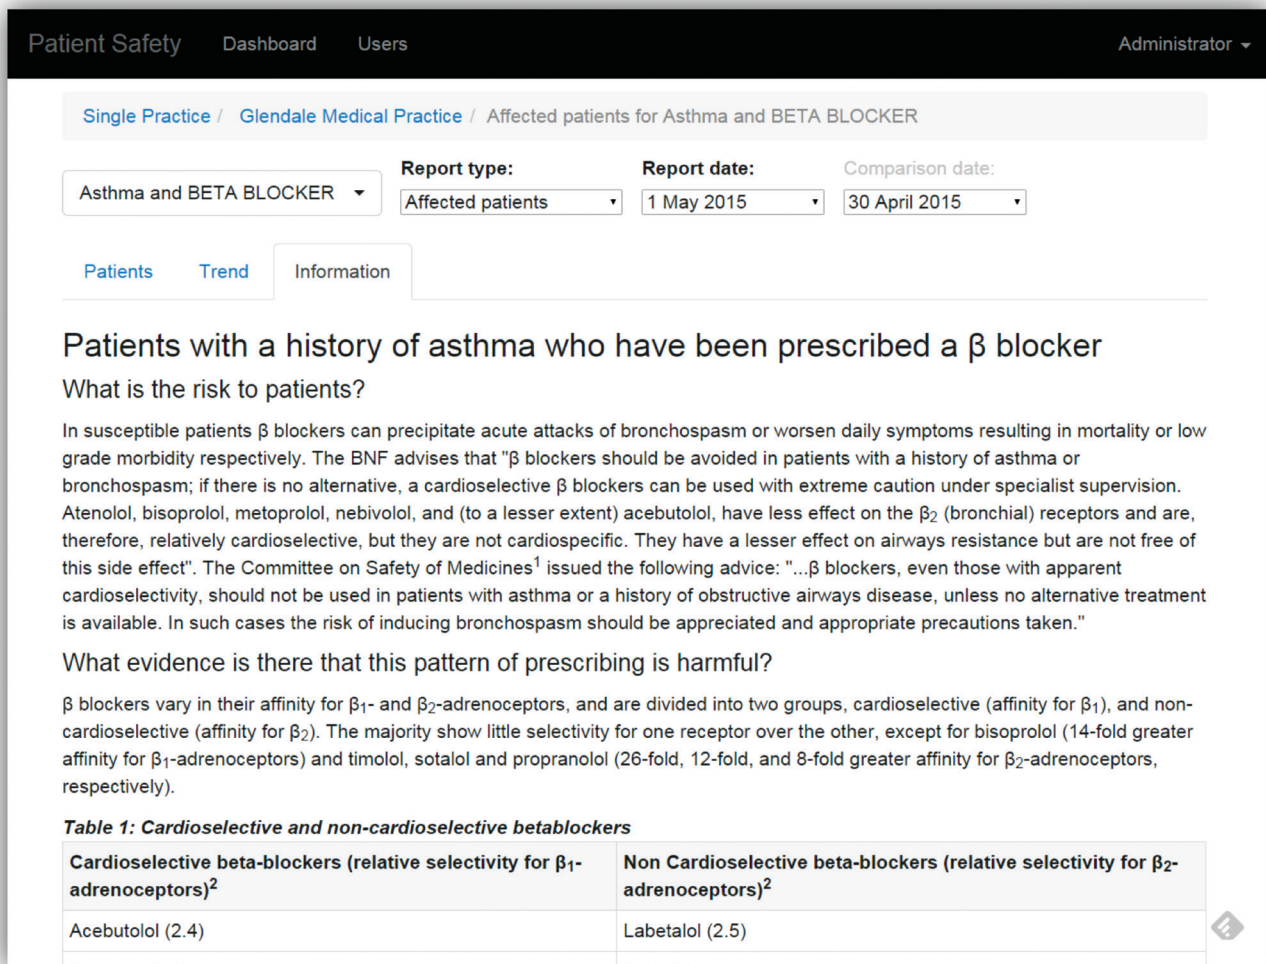 Patient Safety Dashboard Users Administrator
Single Practice / Glendale Medical Practice / Affected patients for Asthma and BETA BLOCKER
Asthma and BETA BLOCKER
Report type: Report date: Comparison date:
Affected patients 1 May 2015 30 April 2015
Patients Trend Information
Patients with a history of asthma who have been prescribed a β blocker
What is the risk to patients?
In susceptible patients β blockers can precipitate acute attacks of bronchospasm or worsen daily symptoms resulting in mortality or low
grade morbidity respectively. The BNF advises that "β blockers should be avoided in patients with a history of asthma or
bronchospasm; if there is no alternative, a cardioselective β blockers can be used with extreme caution under specialist supervision.
Atenolol, bisoprolol, metoprolol, nebivolol, and (to a lesser extent) acebutolol, have less effect on the β₂ (bronchial) receptors and are,
therefore, relatively cardioselective, but they are not cardiospecific. They have a lesser effect on airways resistance but are not free of
this side effect". The Committee on Safety of Medicines¹ issued the following advice: "...β blockers, even those with apparent
cardioselectivity, should not be used in patients with asthma or a history of obstructive airways disease, unless no alternative treatment
is available. In such cases the risk of inducing bronchospasm should be appreciated and appropriate precautions taken."
What evidence is there that this pattern of prescribing is harmful?
β blockers vary in their affinity for β₁- and β₂-adrenoceptors, and are divided into two groups, cardioselective (affinity for β₁), and non-
cardioselective (affinity for β₂). The majority show little selectivity for one receptor over the other, except for bisoprolol (14-fold greater
affinity for β₁-adrenoceptors) and timolol, sotalol and propranolol (26-fold, 12-fold, and 8-fold greater affinity for β₂-adrenoceptors,
respectively).
Table 1: Cardioselective and non-cardioselective betablockers
Cardioselective beta-blockers (relative selectivity for β₁-
adrenoceptors)²
Non Cardioselective beta-blockers (relative selectivity for β₂-
adrenoceptors)²
Acebutolol (2.4)
Labetalol (2.5)